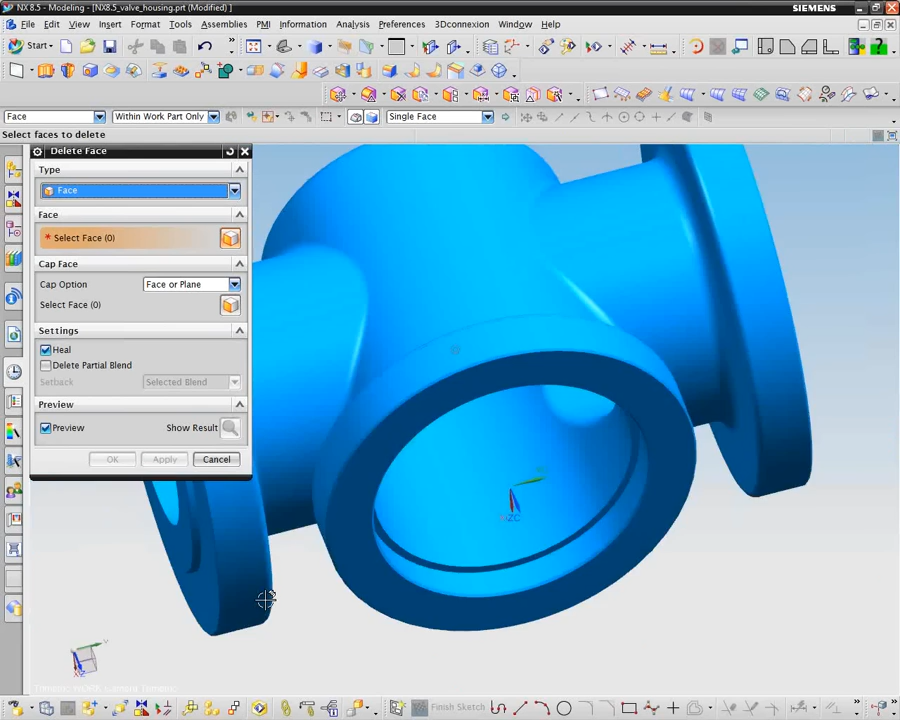 NX 8.5 - Modeling - [NX8.5_valve_housing.prt (Modified) ]
SIEMENS
File Edit View Insert Format Tools Assemblies PMI Information Analysis Preferences 3Dconnexion Window Help
Start
Face Within Work Part Only Single Face
Select faces to delete
Delete Face
Type
Face
Face
* Select Face (0)
Cap Face
Cap Option Face or Plane
Select Face (0)
Settings
Heal
Delete Partial Blend
Setback Selected Blend
Preview
Preview Show Result
OK Apply Cancel
Finish Sketch